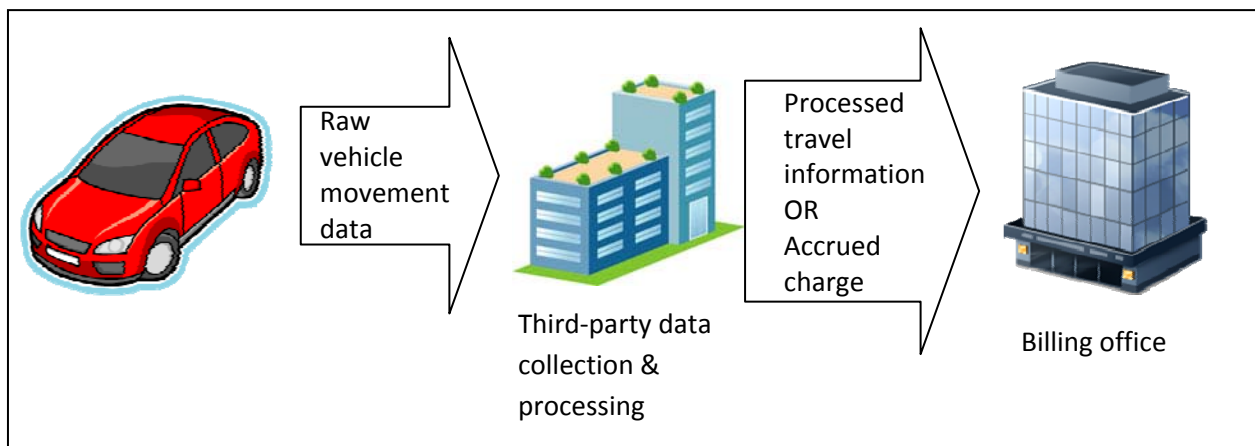 Raw
vehicle
movement
data
Third-party data
collection &
processing
Processed
travel
information
OR
Accrued
charge
Billing office